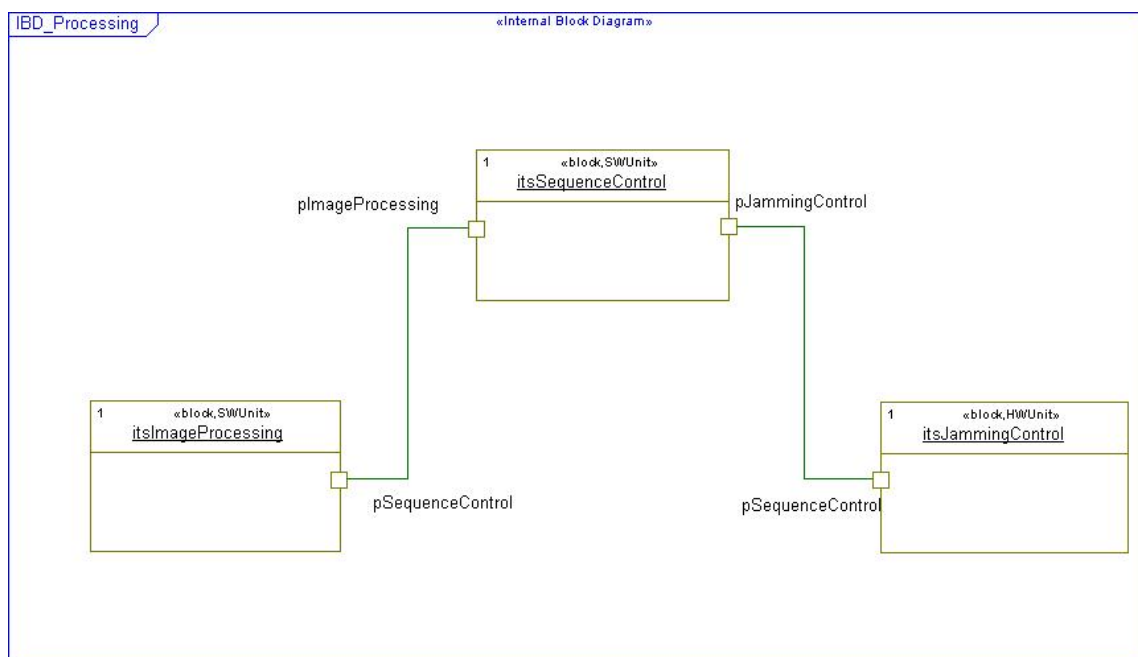 IBD_Processing
«Internal Block Diagram»
1
«block,SWUnit»
itsSequenceControl
pImageProcessing
pJammingControl
1
«block,SWUnit»
itsImageProcessing
pSequenceControl
1
«block,HWUnit»
itsJammingControl
pSequenceControl